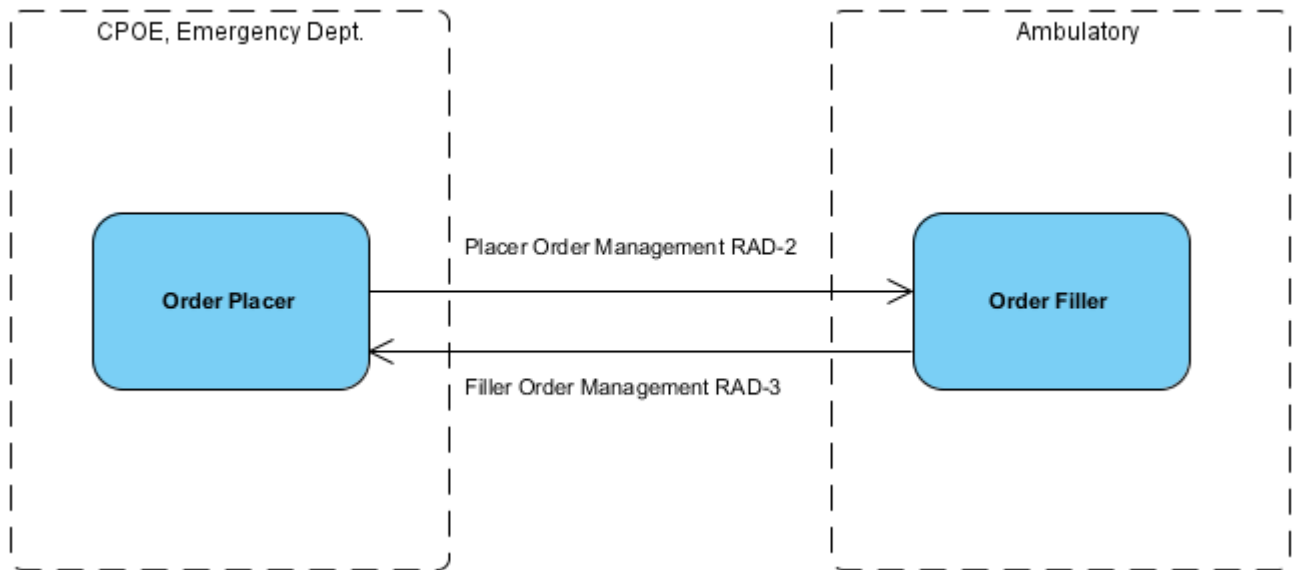 CPOE, Emergency Dept.
Ambulatory
Placer Order Management RAD-2
Order Placer
Order Filler
Filler Order Management RAD-3